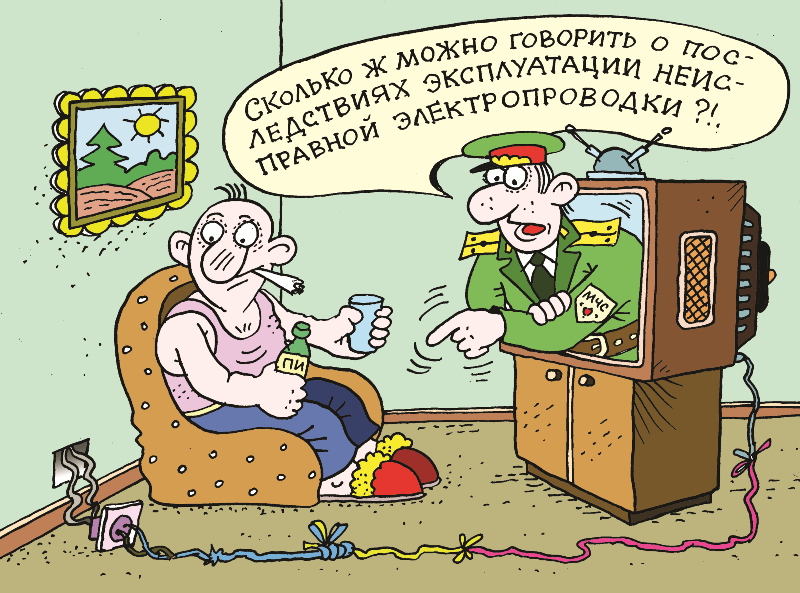 СКОЛЬКО Ж МОЖНО ГОВОРИТЬ О ПОС-
ЛЕДСТВИЯХ ЭКСПЛУАТАЦИИ НЕИС-
ПРАВНОЙ ЭЛЕКТРОПРОВОДКИ ?!.
МЧС
ПИ